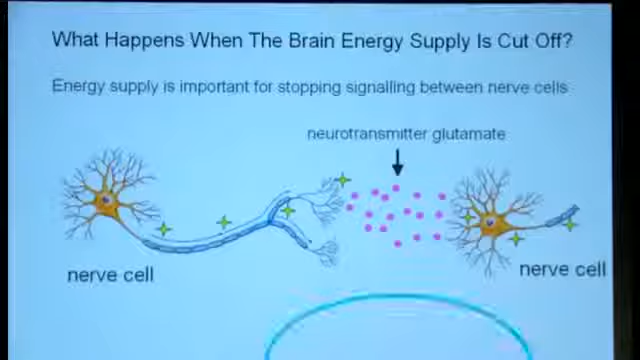 What Happens When The Brain Energy Supply Is Cut Off?
Energy supply is important for stopping signalling between nerve cells
neurotransmitter glutamate
nerve cell
nerve cell